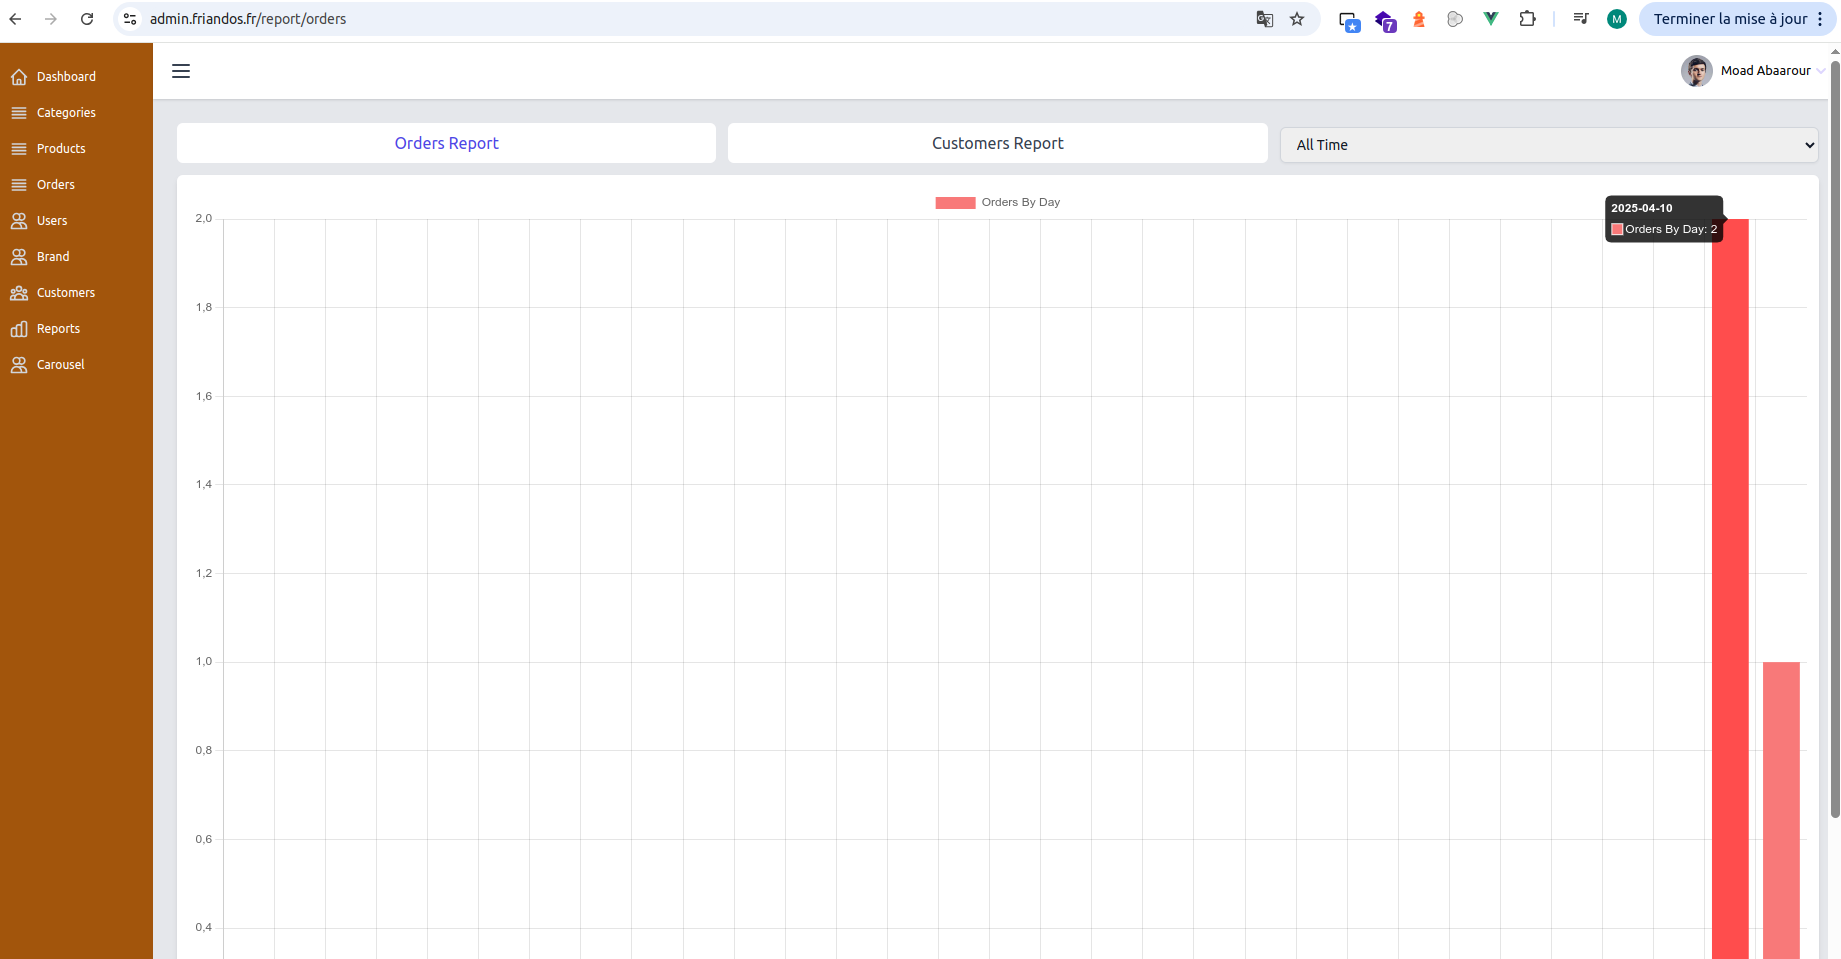 admin.friandos.fr/report/orders
7
M
Terminer la mise à jour
Dashboard
Categories
Products
Orders
Users
Brand
Customers
Reports
Carousel
Moad Abaarour
Orders Report
Customers Report
All Time
Orders By Day
2025-04-10
Orders By Day: 2
2,0
1,8
1,6
1,4
1,2
1,0
0,8
0,6
0,4